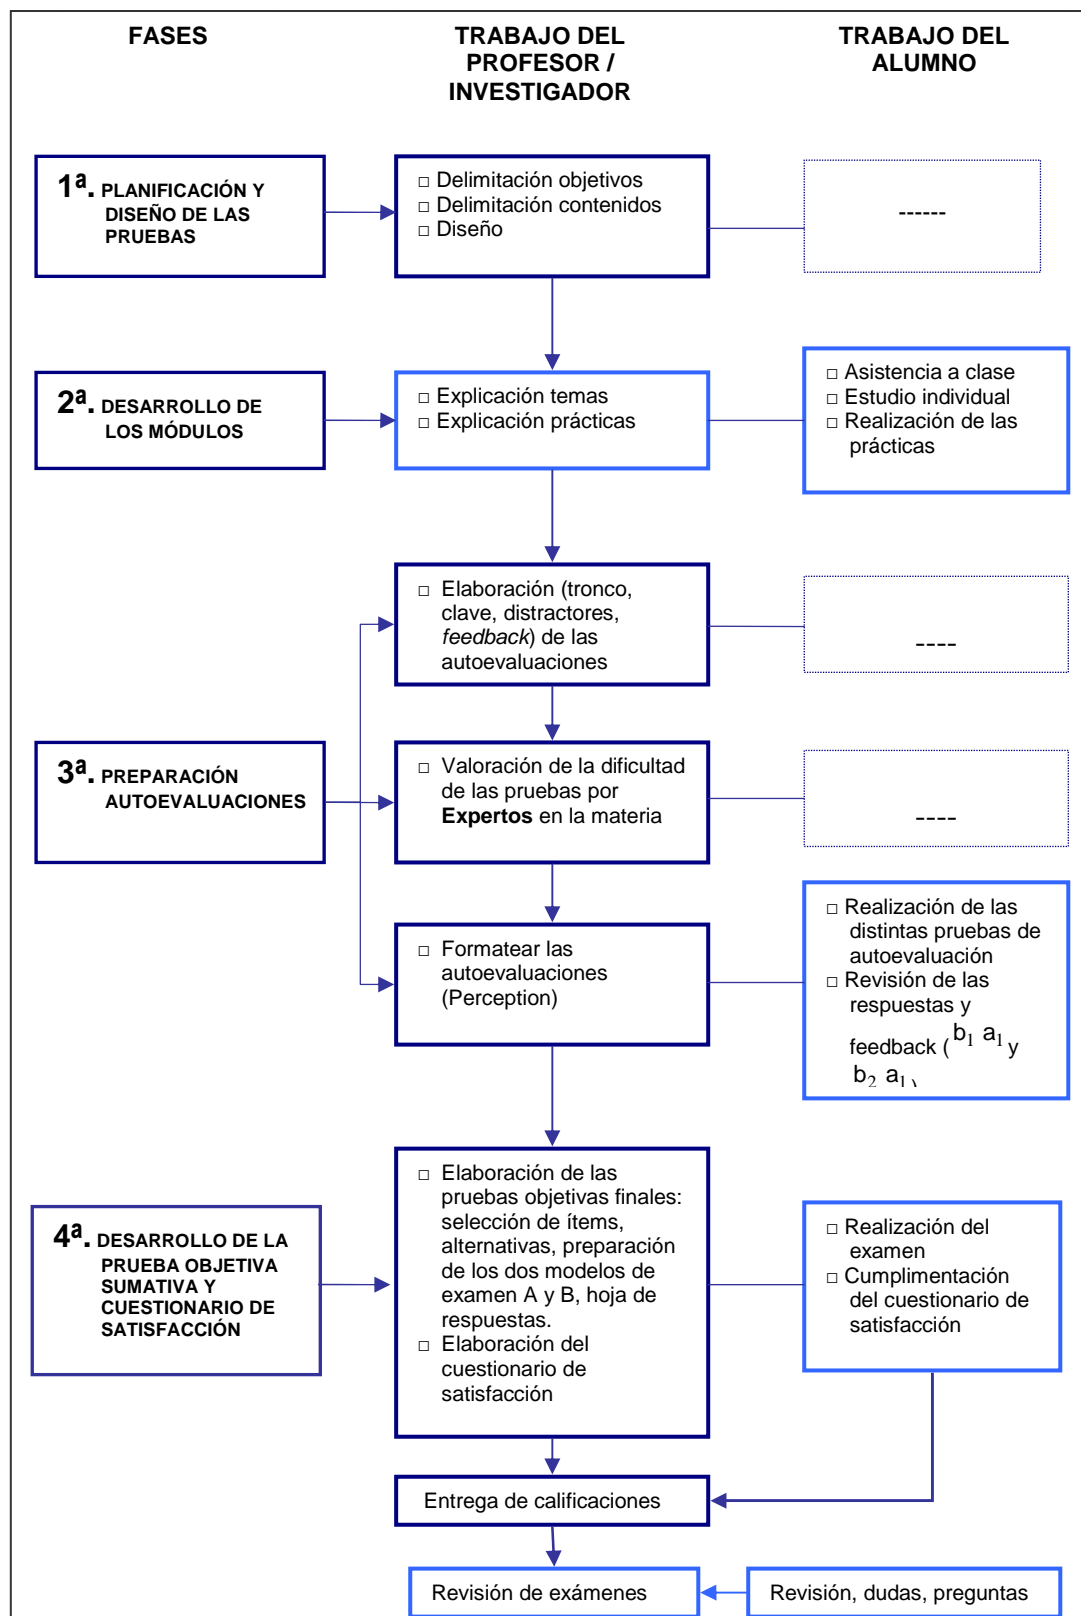 FASES
TRABAJO DEL
PROFESOR /
INVESTIGADOR
TRABAJO DEL
ALUMNO
1ª. PLANIFICACIÓN Y
DISEÑO DE LAS
PRUEBAS
□ Delimitación objetivos
□ Delimitación contenidos
□ Diseño
------
2ª. DESARROLLO DE
LOS MÓDULOS
□ Explicación temas
□ Explicación prácticas
□ Asistencia a clase
□ Estudio individual
□ Realización de las
prácticas
3ª. PREPARACIÓN
AUTOEVALUACIONES
□ Elaboración (tronco,
clave, distractores,
feedback) de las
autoevaluaciones
----
□ Valoración de la dificultad
de las pruebas por
Expertos en la materia
----
□ Formatear las
autoevaluaciones
(Perception)
□ Realización de las
distintas pruebas de
autoevaluación
□ Revisión de las
respuestas y
feedback ( b₁ a₁ y
b₂ a₁ )
4ª. DESARROLLO DE LA
PRUEBA OBJETIVA
SUMATIVA Y
CUESTIONARIO DE
SATISFACCIÓN
□ Elaboración de las
pruebas objetivas finales:
selección de ítems,
alternativas, preparación
de los dos modelos de
examen A y B, hoja de
respuestas.
□ Elaboración del
cuestionario de
satisfacción
□ Realización del
examen
□ Cumplimentación
del cuestionario de
satisfacción
Entrega de calificaciones
Revisión de exámenes
Revisión, dudas, preguntas